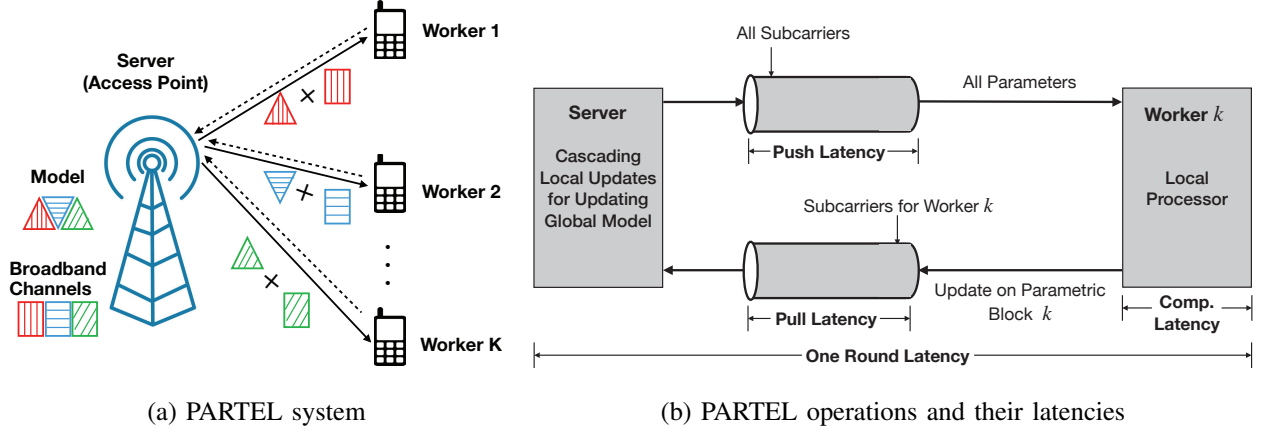 Server
(Access Point)
Model
Broadband
Channels
Worker 1
Worker 2
Worker K
(a) PARTEL system
All Subcarriers
Server
Cascading
Local Updates
for Updating
Global Model
Push Latency
All Parameters
Worker k
Local
Processor
Subcarriers for Worker k
Pull Latency
Update on Parametric
Block k
Comp.
Latency
One Round Latency
(b) PARTEL operations and their latencies